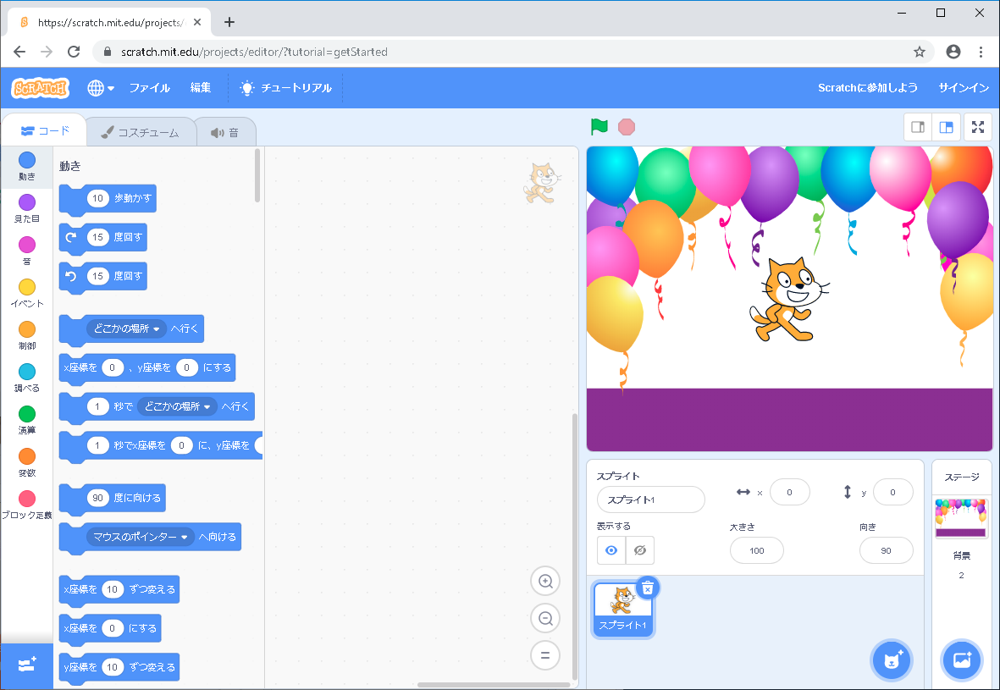 https://scratch.mit.edu/projects/
scratch.mit.edu/projects/editor/?tutorial=getStarted
SCRATCH ファイル 編集 チュートリアル Scratchに参加しよう サインイン
コード コスチューム 音
動き
見た目
音
イベント
制御
調べる
演算
変数
ブロック定義
動き
10 歩動かす
15 度回す
15 度回す
どこかの場所 へ行く
x座標を 0 、y座標を 0 にする
1 秒で どこかの場所 へ行く
1 秒でx座標を 0 に、y座標を
90 度に向ける
マウスのポインター へ向ける
x座標を 10 ずつ変える
x座標を 0 にする
y座標を 10 ずつ変える
スプライト
スプライト1 x 0 y 0
表示する 大きさ 向き
100 90
スプライト1
ステージ
背景
2